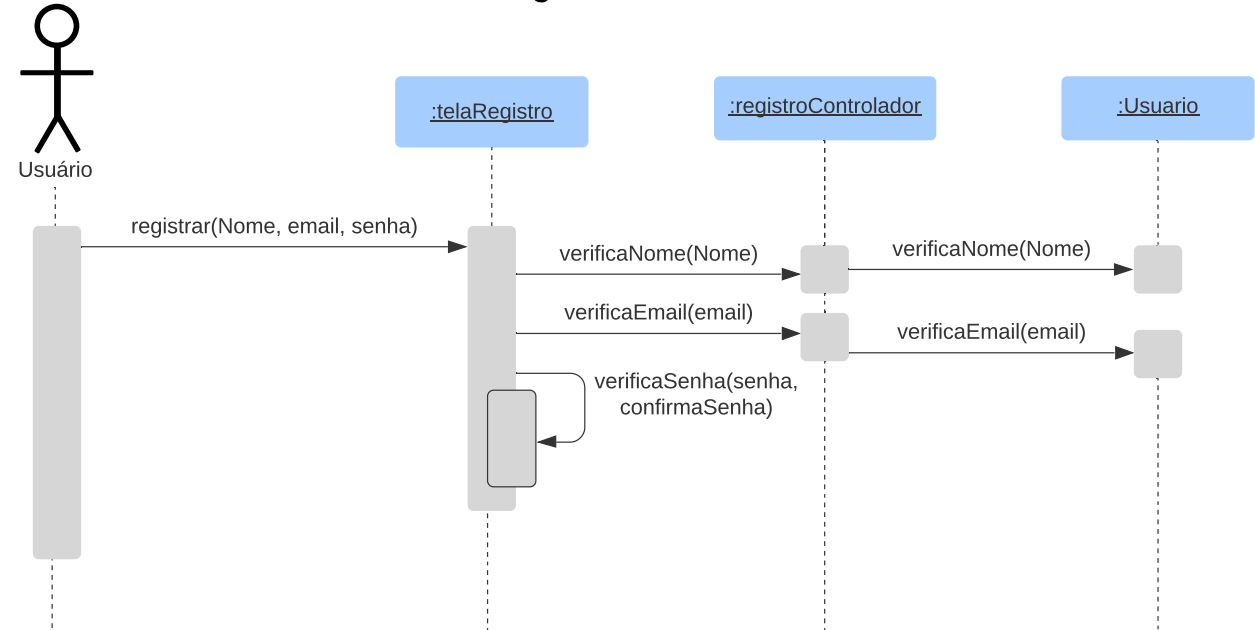 :telaRegistro
:registroControlador
:Usuario
Usuário
registrar(Nome, email, senha)
verificaNome(Nome)
verificaNome(Nome)
verificaEmail(email)
verificaEmail(email)
verificaSenha(senha,
confirmaSenha)